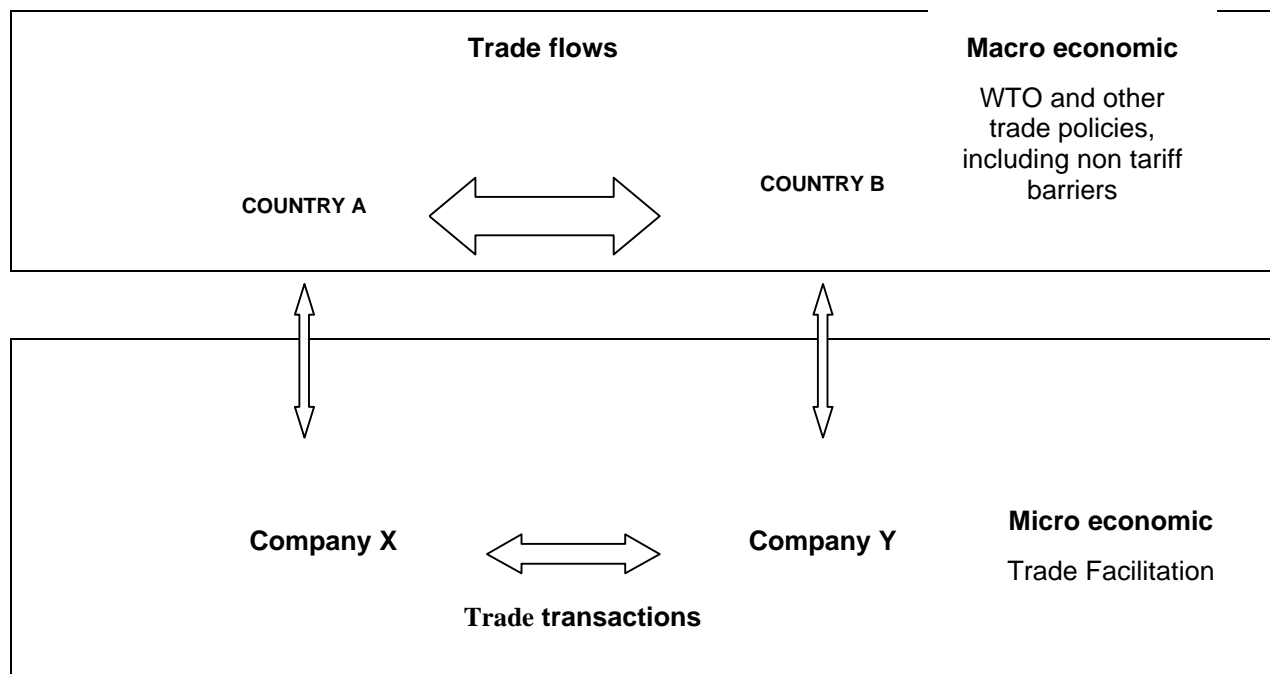 Trade flows
Macro economic
WTO and other
trade policies,
including non tariff
barriers
COUNTRY A
COUNTRY B
Company X
Company Y
Trade transactions
Micro economic
Trade Facilitation